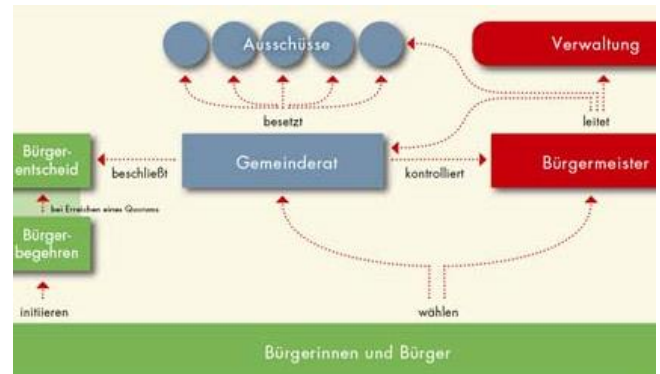 Ausschüsse
Verwaltung
besetzt
leitet
Bürger-
entscheid
beschließt
Gemeinderat
kontrolliert
Bürgermeister
bei Erreichen eines Quorums
Bürger-
begehren
initiieren
wählen
Bürgerinnen und Bürger